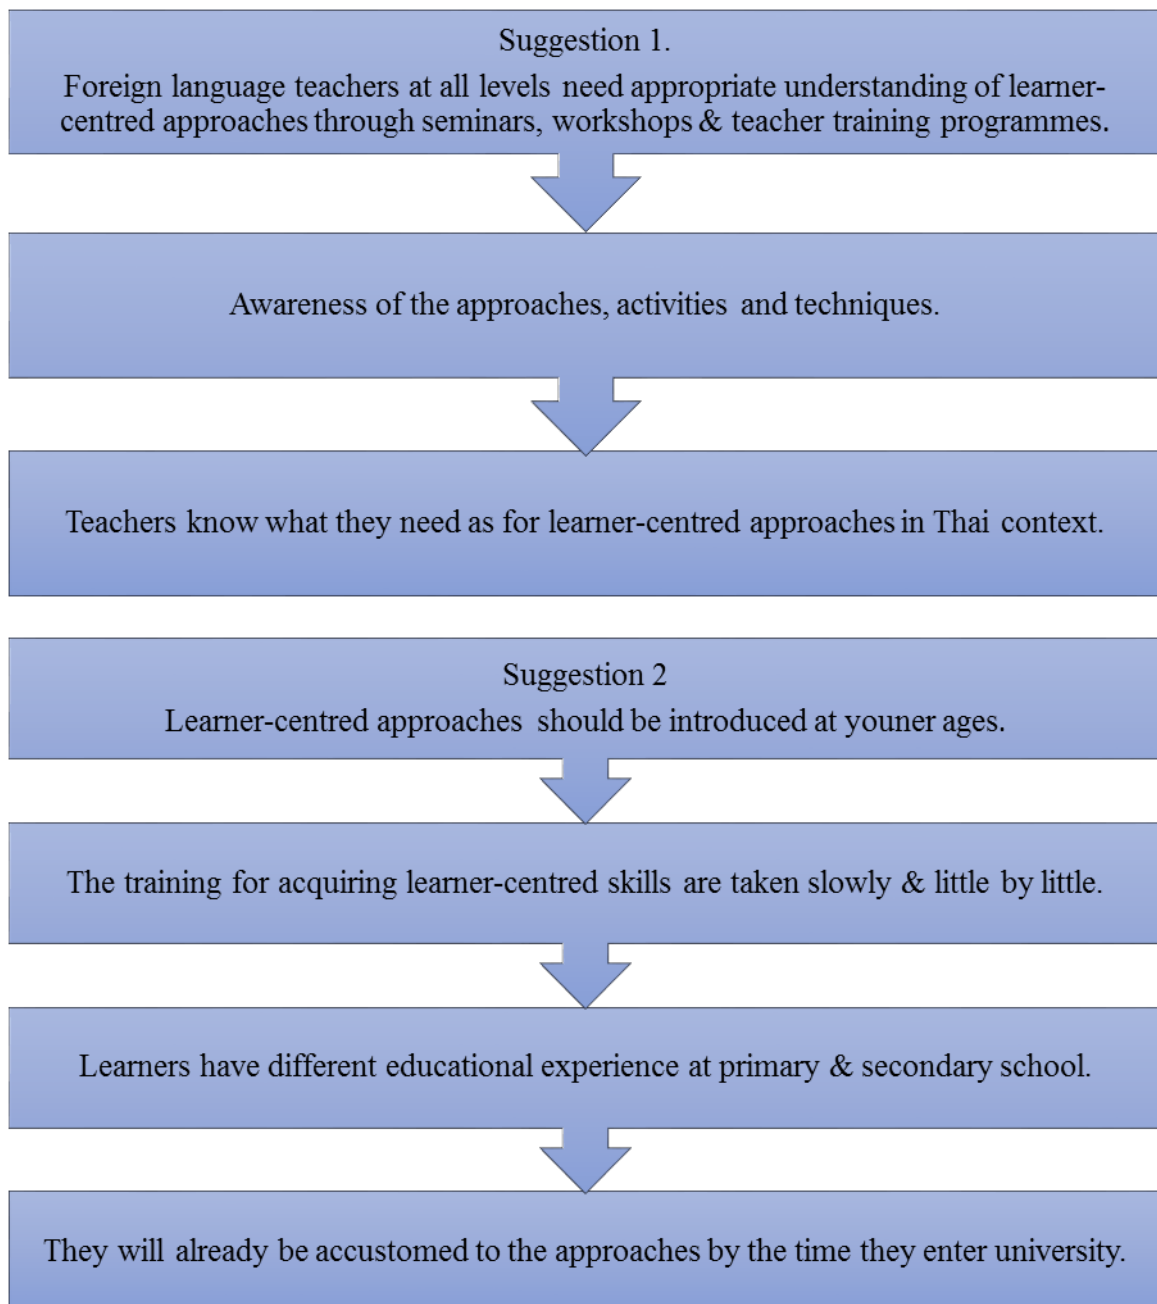 Suggestion 1.
Foreign language teachers at all levels need appropriate understanding of learner-
centred approaches through seminars, workshops & teacher training programmes.
Awareness of the approaches, activities and techniques.
Teachers know what they need as for learner-centred approaches in Thai context.
Suggestion 2
Learner-centred approaches should be introduced at youner ages.
The training for acquiring learner-centred skills are taken slowly & little by little.
Learners have different educational experience at primary & secondary school.
They will already be accustomed to the approaches by the time they enter university.